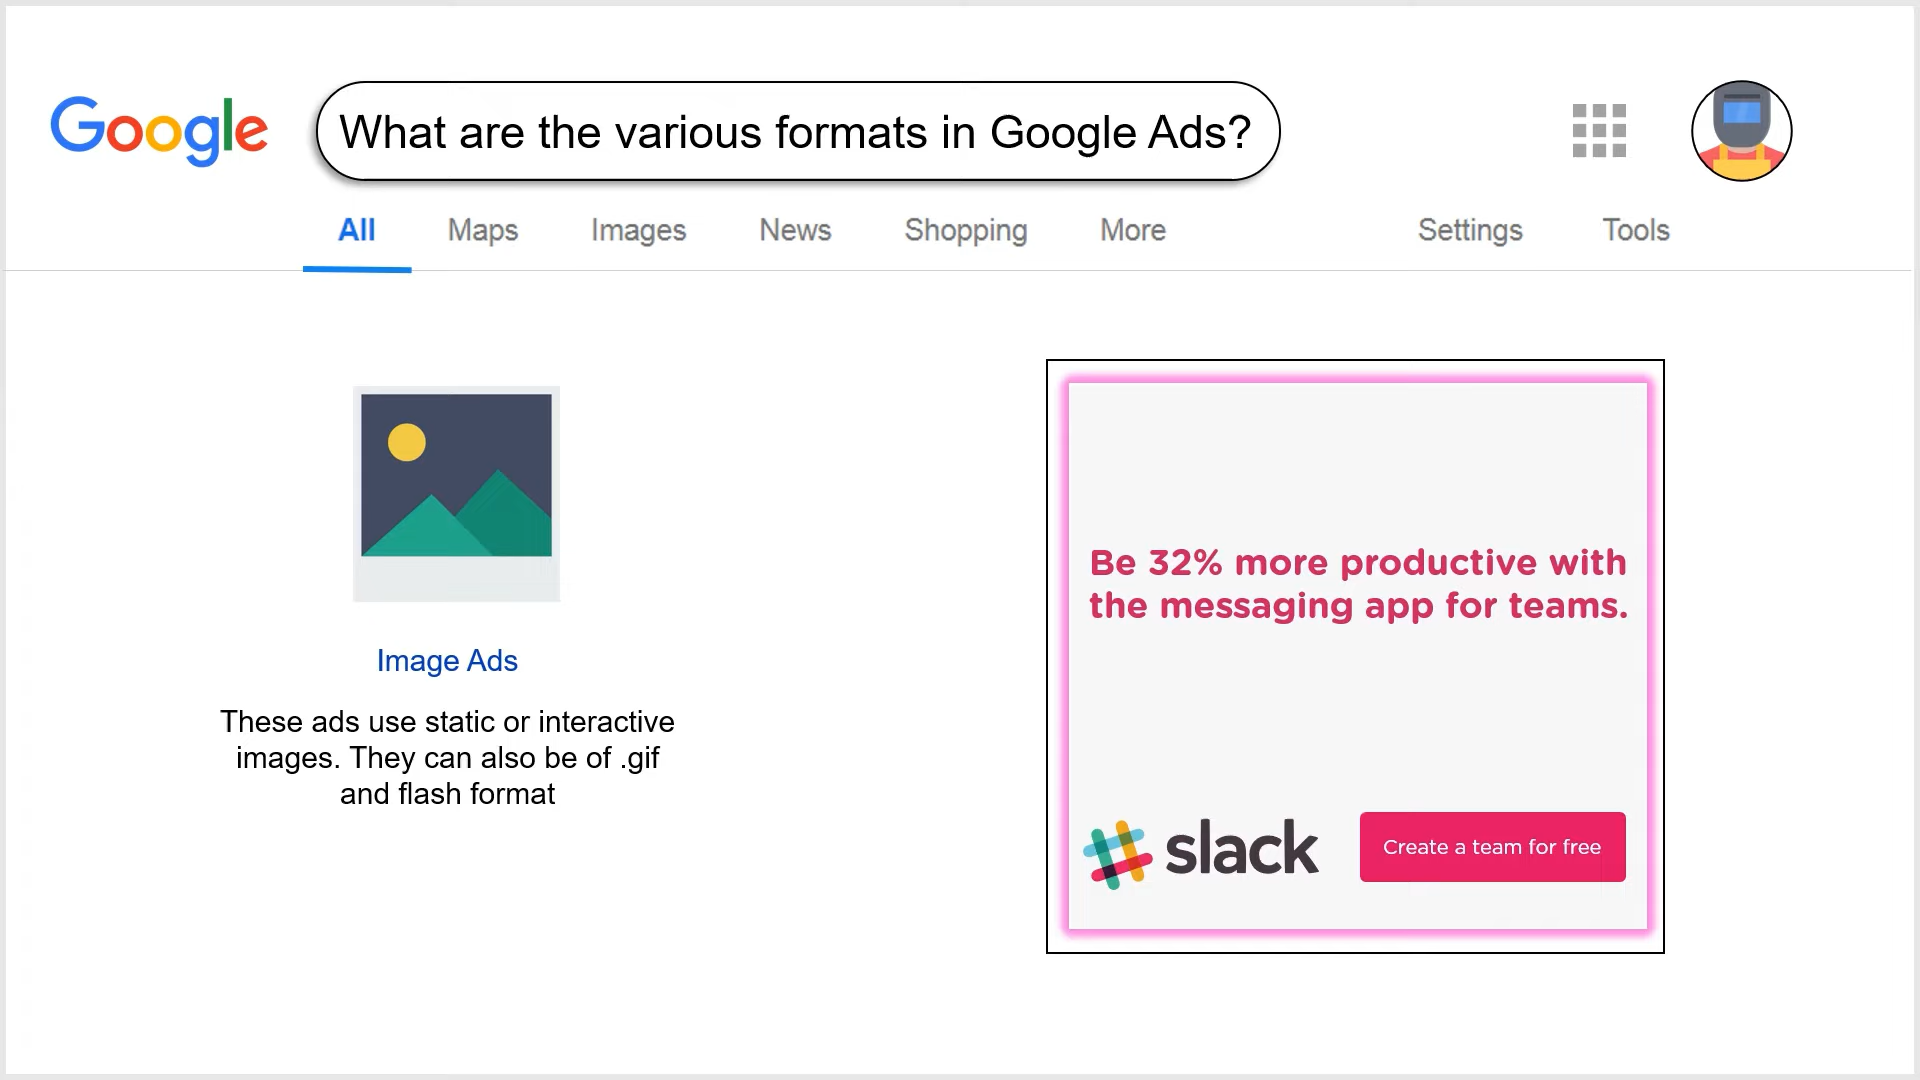 Google
What are the various formats in Google Ads?
All Maps Images News Shopping More Settings Tools
Image Ads
These ads use static or interactive
images. They can also be of .gif
and flash format
Be 32% more productive with
the messaging app for teams.
slack
Create a team for free